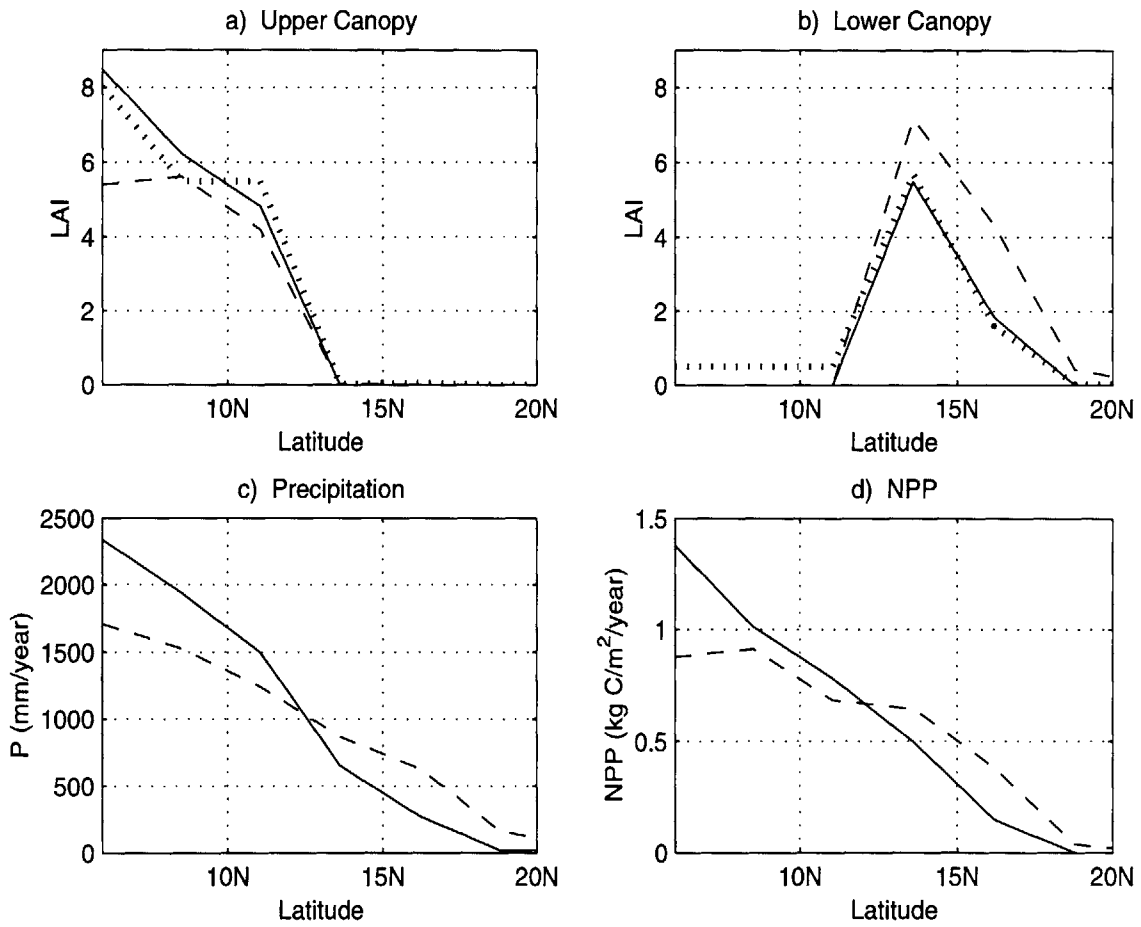 a) Upper Canopy
8
6
4
2
0
LAI
10N 15N 20N
Latitude
b) Lower Canopy
8
6
4
2
0
LAI
10N 15N 20N
Latitude
c) Precipitation
2500
2000
1500
1000
500
0
P (mm/year)
10N 15N 20N
Latitude
d) NPP
1.5
1
0.5
0
NPP (kg C/m²/year)
10N 15N 20N
Latitude